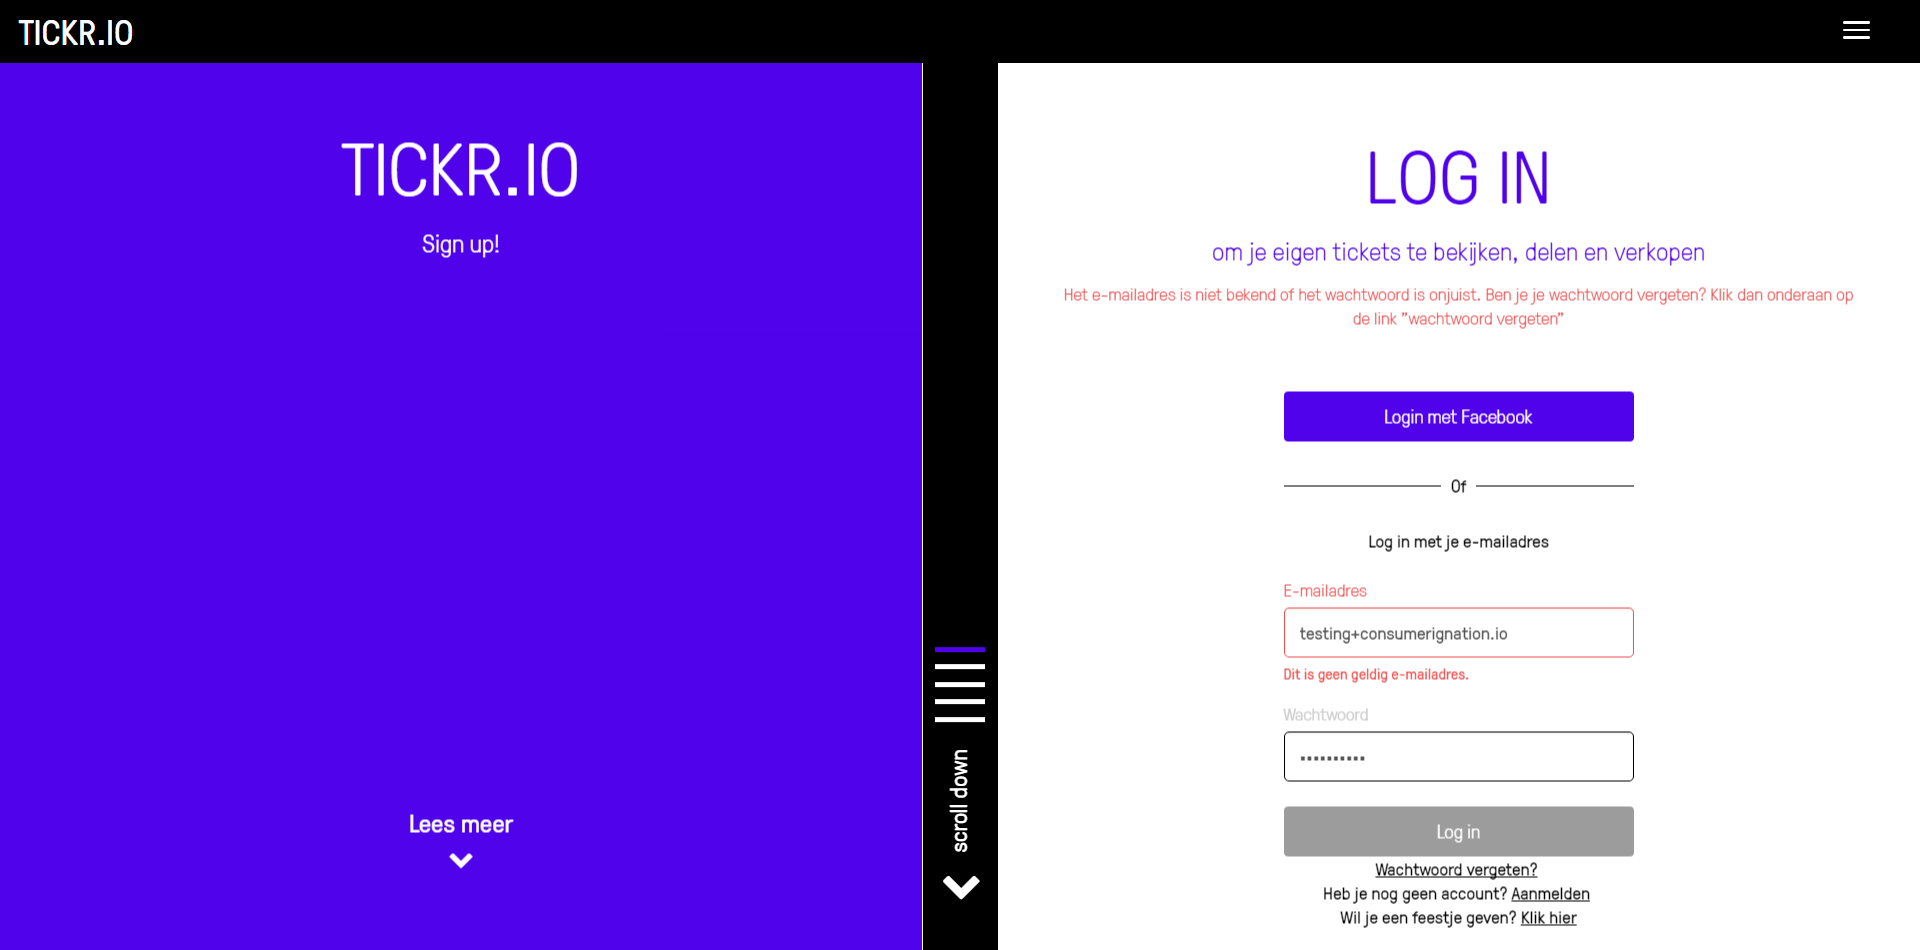 TICKR.IO
TICKR.IO
Sign up!
Lees meer
scroll down
LOG IN
om je eigen tickets te bekijken, delen en verkopen
Het e-mailadres is niet bekend of het wachtwoord is onjuist. Ben je je wachtwoord vergeten? Klik dan onderaan op
de link "wachtwoord vergeten"
Login met Facebook
Of
Log in met je e-mailadres
E-mailadres
testing+consumerignation.io
Dit is geen geldig e-mailadres.
Wachtwoord
Log in
Wachtwoord vergeten?
Heb je nog geen account? Aanmelden
Wil je een feestje geven? Klik hier